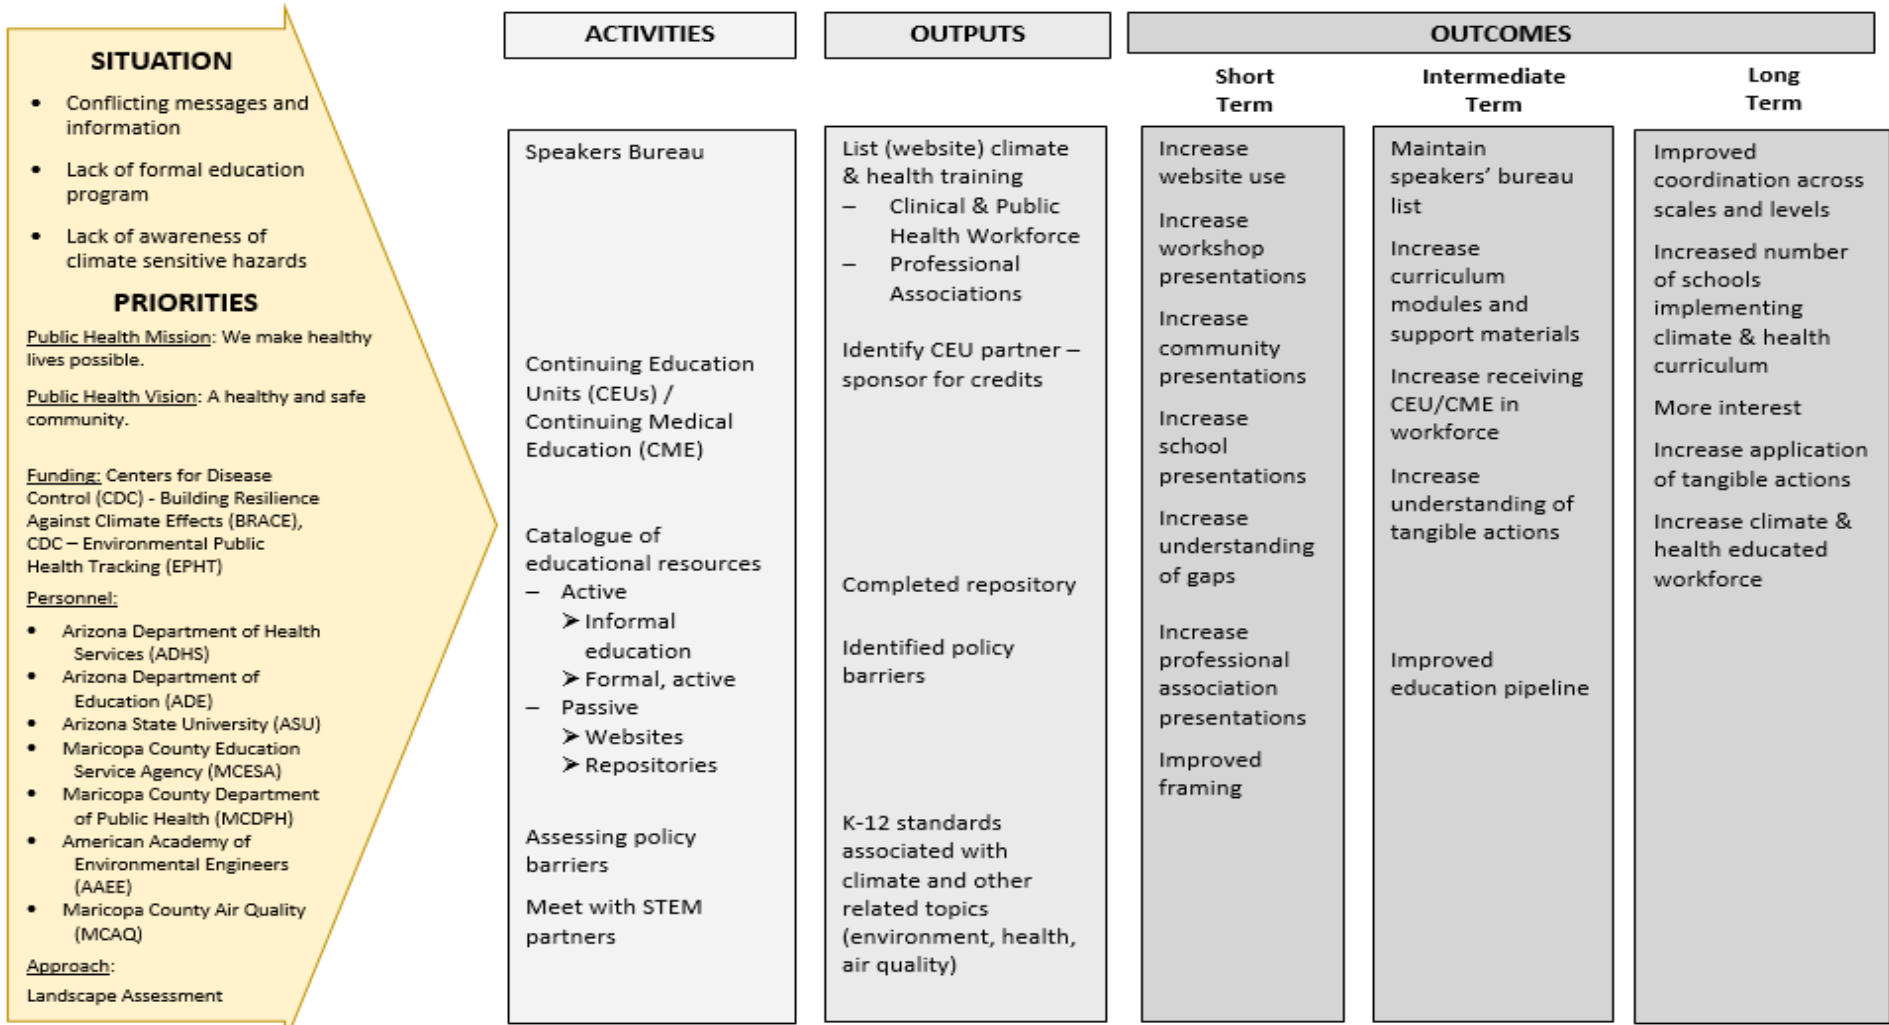 SITUATION
• Conflicting messages and
information
• Lack of formal education
program
• Lack of awareness of
climate sensitive hazards
PRIORITIES
Public Health Mission: We make healthy
lives possible.
Public Health Vision: A healthy and safe
community.
Funding: Centers for Disease
Control (CDC) - Building Resilience
Against Climate Effects (BRACE),
CDC – Environmental Public
Health Tracking (EPHT)
Personnel:
• Arizona Department of Health
Services (ADHS)
• Arizona Department of
Education (ADE)
• Arizona State University (ASU)
• Maricopa County Education
Service Agency (MCESA)
• Maricopa County Department
of Public Health (MCDPH)
• American Academy of
Environmental Engineers
(AAEE)
• Maricopa County Air Quality
(MCAQ)
Approach:
Landscape Assessment
ACTIVITIES
Speakers Bureau
Continuing Education
Units (CEUs) /
Continuing Medical
Education (CME)
Catalogue of
educational resources
– Active
➤ Informal
education
➤ Formal, active
– Passive
➤ Websites
➤ Repositories
Assessing policy
barriers
Meet with STEM
partners
OUTPUTS
List (website) climate
& health training
– Clinical & Public
Health Workforce
– Professional
Associations
Identify CEU partner –
sponsor for credits
Completed repository
Identified policy
barriers
K-12 standards
associated with
climate and other
related topics
(environment, health,
air quality)
OUTCOMES
Short
Term
Increase
website use
Increase
workshop
presentations
Increase
community
presentations
Increase
school
presentations
Increase
understanding
of gaps
Increase
professional
association
presentations
Improved
framing
Intermediate
Term
Maintain
speakers’ bureau
list
Increase
curriculum
modules and
support materials
Increase receiving
CEU/CME in
workforce
Increase
understanding of
tangible actions
Improved
education pipeline
Long
Term
Improved
coordination across
scales and levels
Increased number
of schools
implementing
climate & health
curriculum
More interest
Increase application
of tangible actions
Increase climate &
health educated
workforce